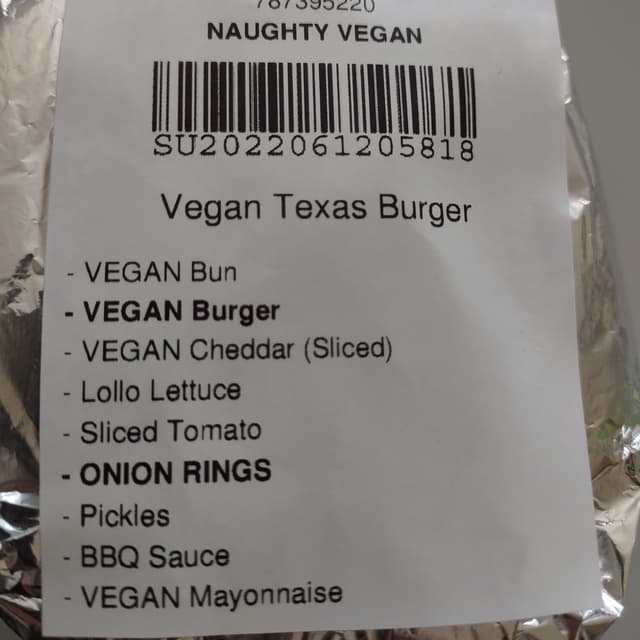 787395220
NAUGHTY VEGAN
SU2022061205818
Vegan Texas Burger
- VEGAN Bun
- VEGAN Burger
- VEGAN Cheddar (Sliced)
- Lollo Lettuce
- Sliced Tomato
- ONION RINGS
- Pickles
- BBQ Sauce
- VEGAN Mayonnaise